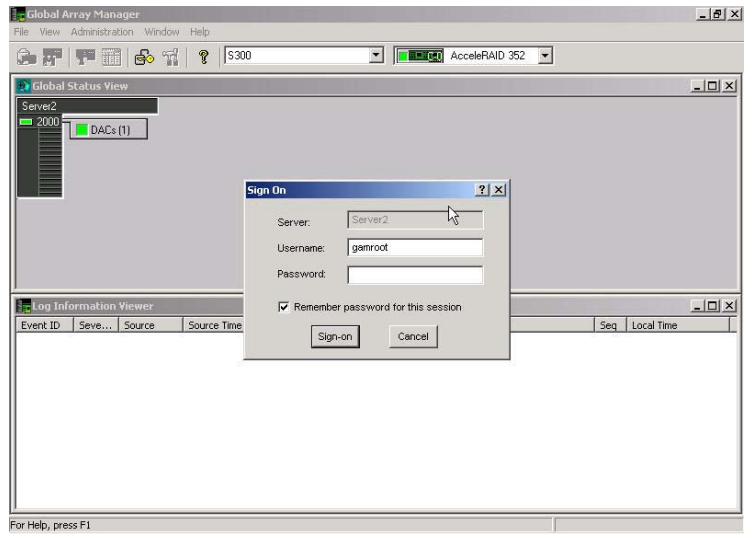 Global Array Manager
File View Administration Window Help
S300
AcceleRAID 352
Global Status View
Server2
2000
DACs (1)
Sign On
Server: Server2
Username: gamroot
Password:
Remember password for this session
Sign-on Cancel
Log Information Viewer
Event ID Seve... Source Source Time Seq Local Time
For Help, press F1